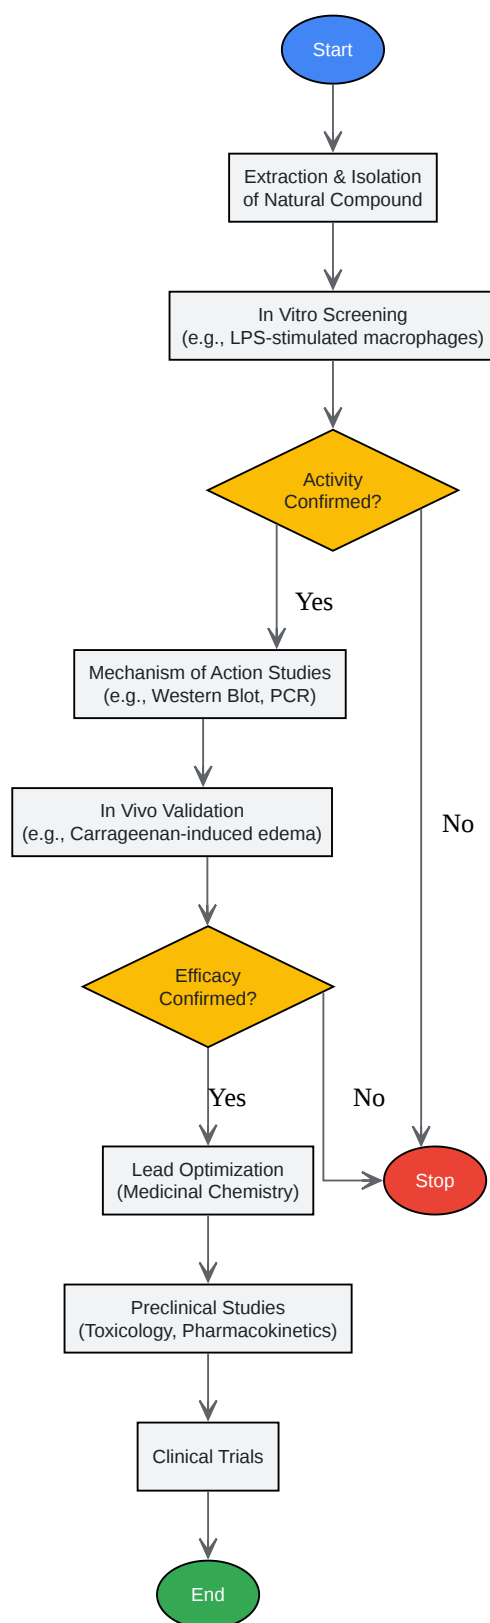 Start
Extraction & Isolation
of Natural Compound
In Vitro Screening
(e.g., LPS-stimulated macrophages)
Activity
Confirmed?
Yes
Mechanism of Action Studies
(e.g., Western Blot, PCR)
In Vivo Validation
(e.g., Carrageenan-induced edema)
No
Efficacy
Confirmed?
Yes
No
Lead Optimization
(Medicinal Chemistry)
Stop
Preclinical Studies
(Toxicology, Pharmacokinetics)
Clinical Trials
End